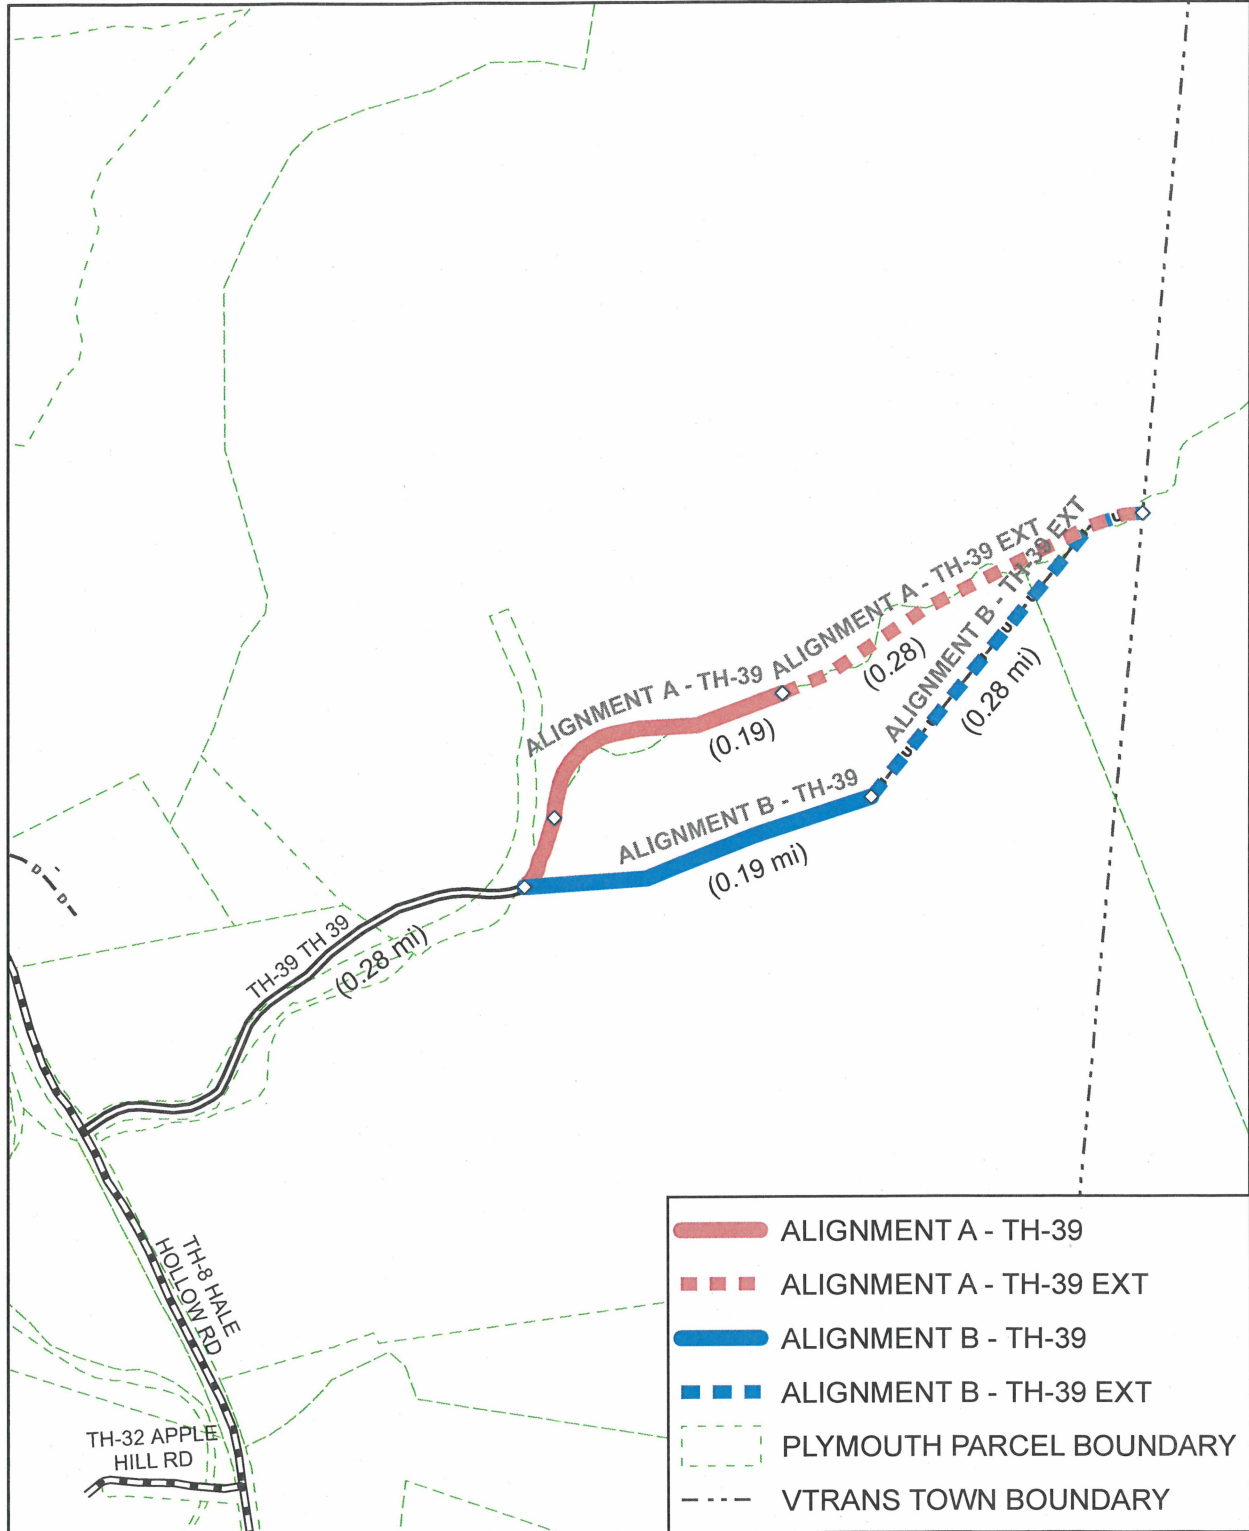 ALIGNMENT A - TH-39 EXT
ALIGNMENT B - TH-39 EXT
U
(0.28)
U
(0.28 mi)
U
ALIGNMENT A - TH-39
(0.19)
ALIGNMENT B - TH-39
(0.19 mi)
D
D
TH-39 TH 39
(0.28 mi)
TH-8 HALE
HOLLOW RD
TH-32 APPLE
HILL RD
ALIGNMENT A - TH-39
ALIGNMENT A - TH-39 EXT
ALIGNMENT B - TH-39
ALIGNMENT B - TH-39 EXT
PLYMOUTH PARCEL BOUNDARY
VTRANS TOWN BOUNDARY